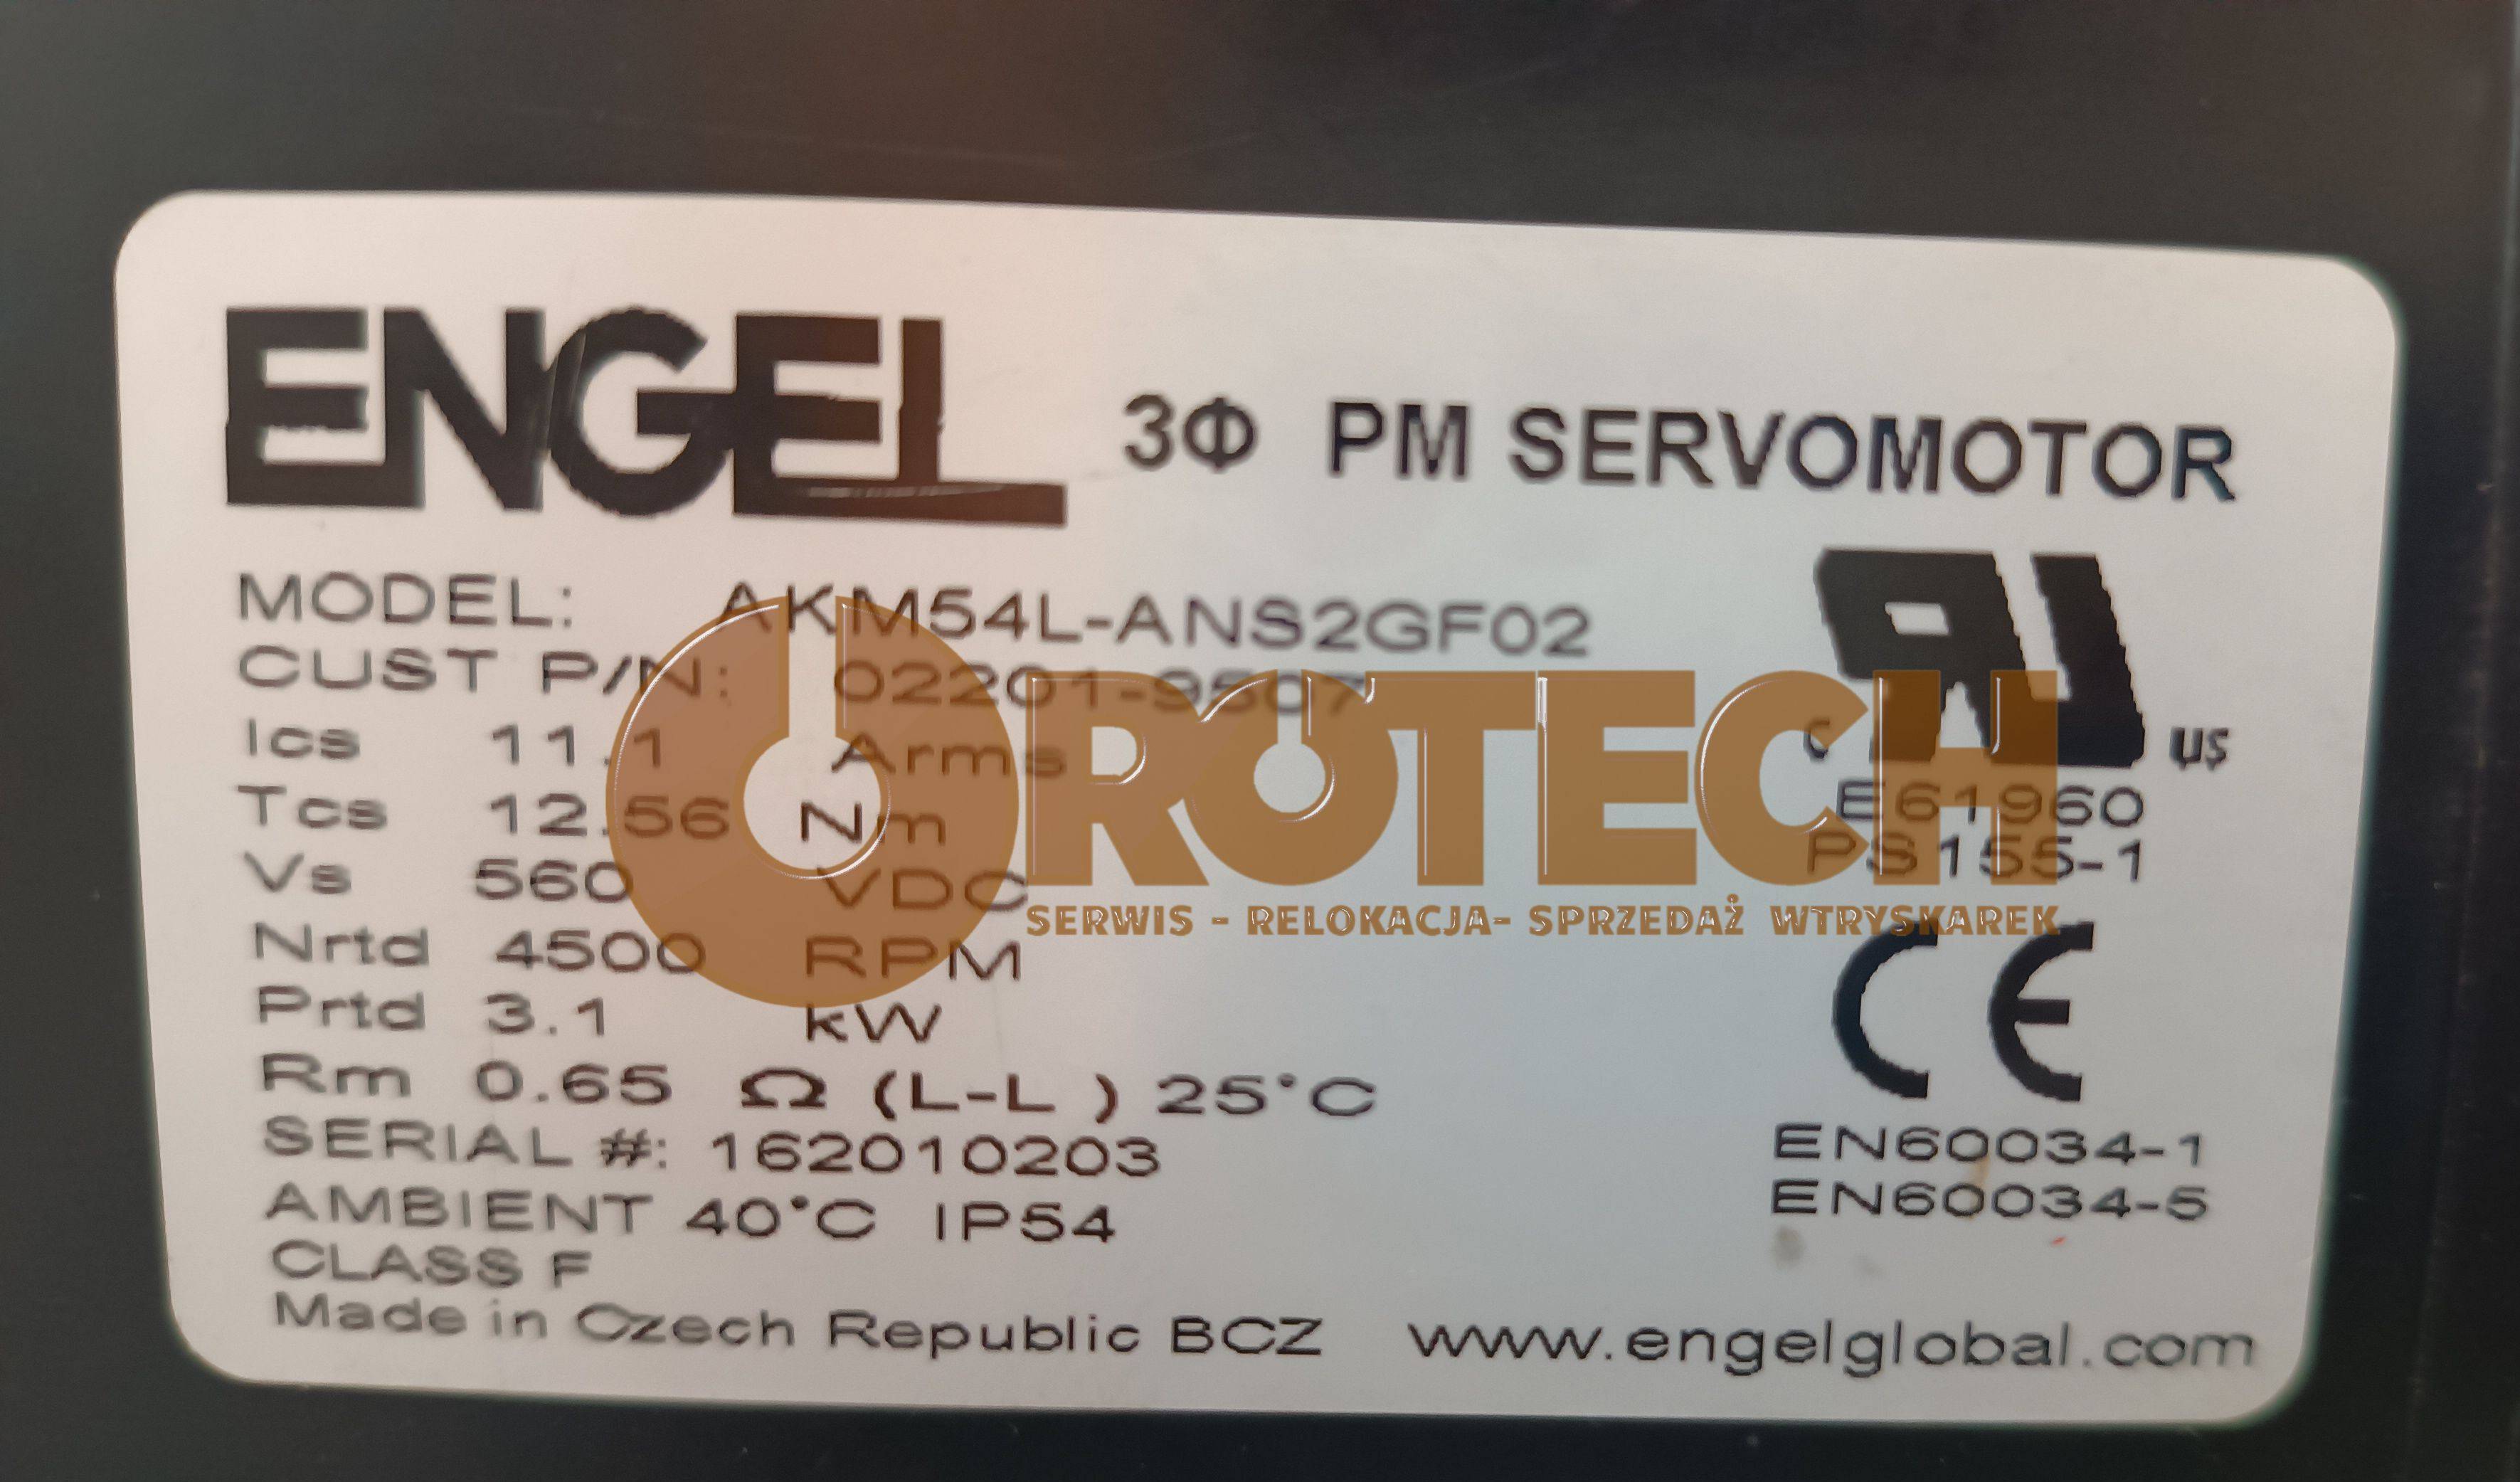 ENGEL 3Φ PM SERVOMOTOR
MODEL: AKM54L-ANS2GF02
CUST P/N: 02201-9507
Ics 11.1 Arms
Tcs 12.56 Nm
Vs 560 VDC
Nrtd 4500 RPM
Prtd 3.1 kW
Rm 0.65 Ω (L-L ) 25°C
SERIAL #: 162010203
AMBIENT 40°C IP54
CLASS F
Made in Czech Republic BCZ www.engelglobal.com
c RU us
E61960
PS155-1
CE
EN60034-1
EN60034-5
ROTECH
SERWIS - RELOKACJA- SPRZEDAŻ WTRYSKAREK